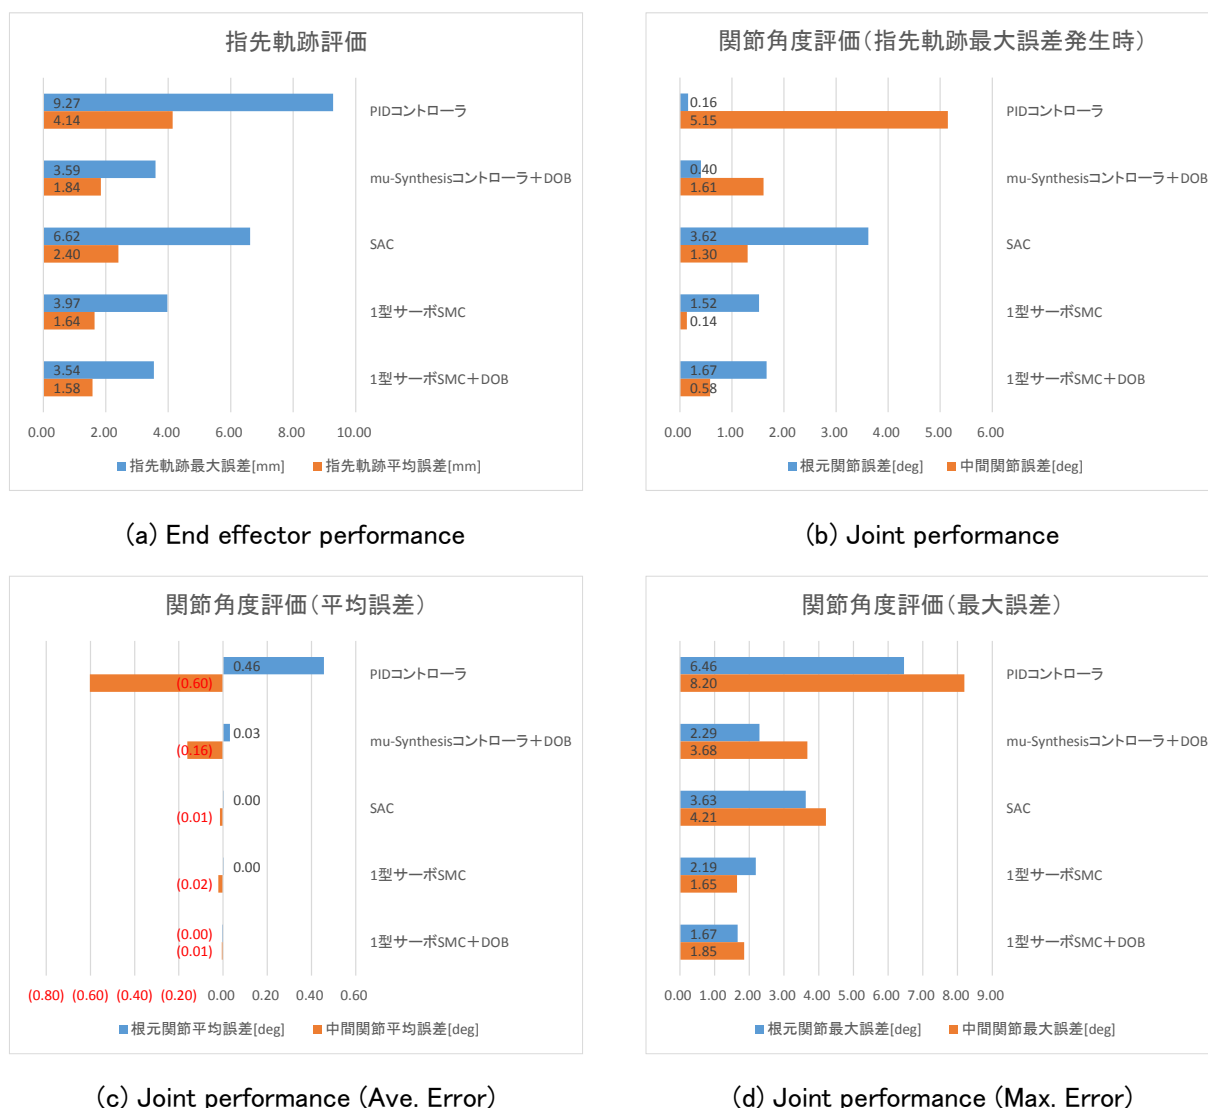 指先軌跡評価
9.27
4.14
PIDコントローラ
3.59
1.84
mu-Synthesisコントローラ＋DOB
6.62
2.40
SAC
3.97
1.64
1型サーボSMC
3.54
1.58
1型サーボSMC＋DOB
0.00 2.00 4.00 6.00 8.00 10.00
指先軌跡最大誤差[mm] 指先軌跡平均誤差[mm]
(a) End effector performance
関節角度評価（指先軌跡最大誤差発生時）
0.16
5.15
PIDコントローラ
0.40
1.61
mu-Synthesisコントローラ＋DOB
3.62
1.30
SAC
1.52
0.14
1型サーボSMC
1.67
0.58
1型サーボSMC＋DOB
0.00 1.00 2.00 3.00 4.00 5.00 6.00
根元関節誤差[deg] 中間関節誤差[deg]
(b) Joint performance
関節角度評価（平均誤差）
0.46
(0.60)
PIDコントローラ
0.03
(0.16)
mu-Synthesisコントローラ＋DOB
0.00
(0.01)
SAC
0.00
(0.02)
1型サーボSMC
(0.00)
(0.01)
1型サーボSMC＋DOB
(0.80) (0.60) (0.40) (0.20) 0.00 0.20 0.40 0.60
根元関節平均誤差[deg] 中間関節平均誤差[deg]
(c) Joint performance (Ave. Error)
関節角度評価（最大誤差）
6.46
8.20
PIDコントローラ
2.29
3.68
mu-Synthesisコントローラ＋DOB
3.63
4.21
SAC
2.19
1.65
1型サーボSMC
1.67
1.85
1型サーボSMC＋DOB
0.00 1.00 2.00 3.00 4.00 5.00 6.00 7.00 8.00 9.00
根元関節最大誤差[deg] 中間関節最大誤差[deg]
(d) Joint performance (Max. Error)